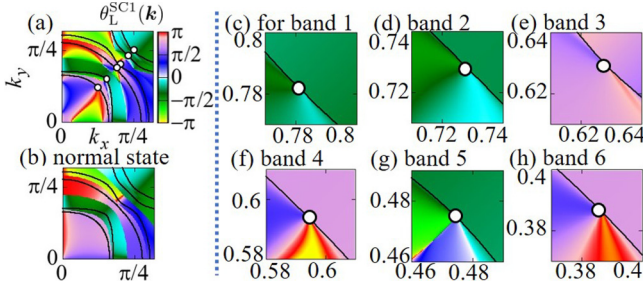 (a)
θ_L^SC1(k)
π
π/2
0
−π/2
−π
π/4
k_y
0
0
k_x
π/4
(b) normal state
π/4
0
0
π/4
(c) for band 1
0.8
0.78
0.78
0.8
(d) band 2
0.74
0.72
0.72
0.74
(e) band 3
0.64
0.62
0.62
0.64
(f) band 4
0.6
0.58
0.58
0.6
(g) band 5
0.48
0.46
0.46
0.48
(h) band 6
0.4
0.38
0.38
0.4